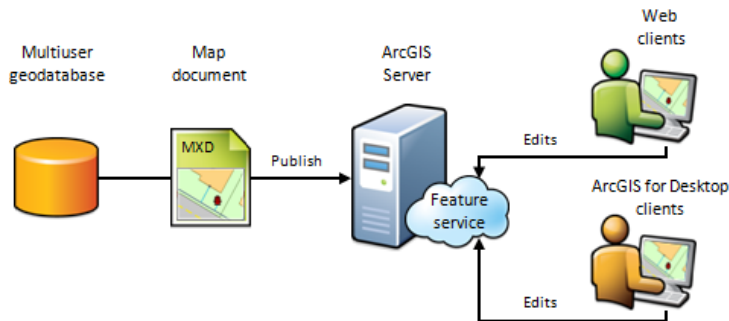 Multiuser
geodatabase
Map
document
ArcGIS
Server
Web
clients
MXD
Publish
Edits
Feature
service
ArcGIS for Desktop
clients
Edits